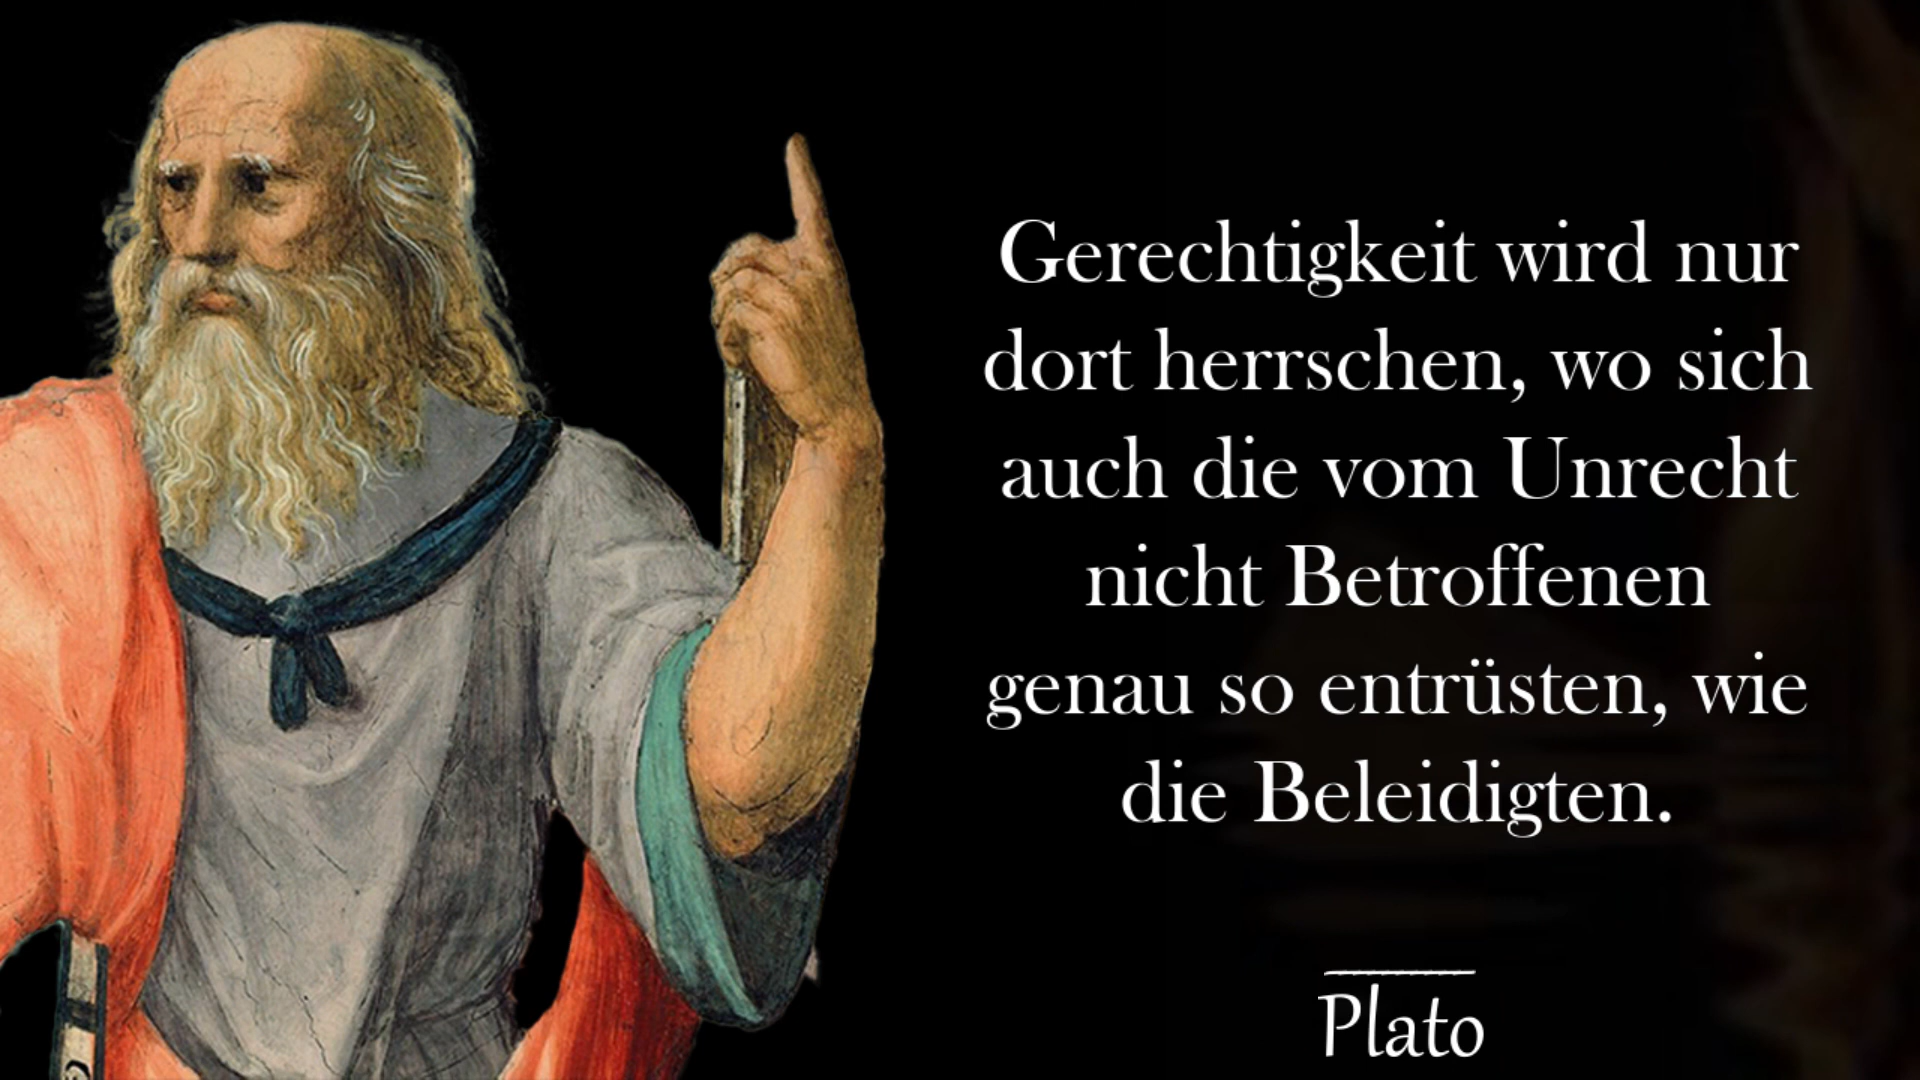 Gerechtigkeit wird nur
dort herrschen, wo sich
auch die vom Unrecht
nicht Betroffenen
genau so entrüsten, wie
die Beleidigten.
Plato